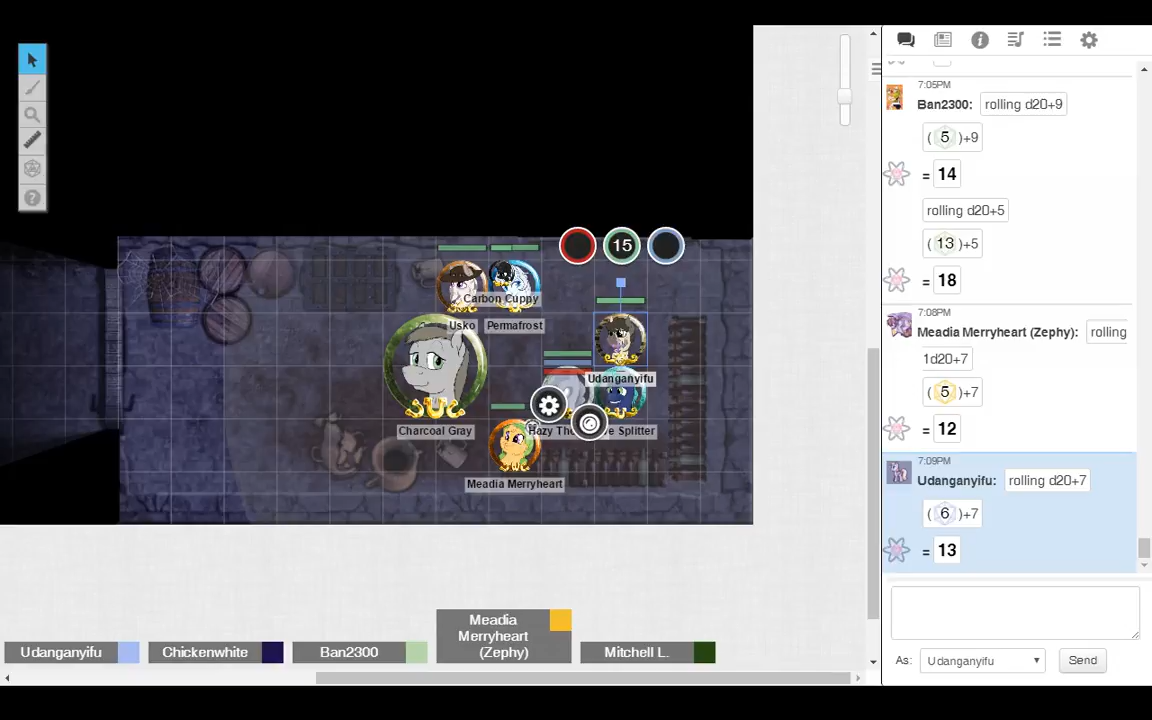 15
Carbon Cuppy
Usko
Permafrost
Udanganyifu
Charcoal Gray
Splitter
Meadia Merryheart
Udanganyifu
Chickenwhite
Ban2300
Meadia
Merryheart
(Zephy)
Mitchell L.
7:05PM
Ban2300: rolling d20+9
(5)+9
= 14
rolling d20+5
(13)+5
= 18
7:08PM
Meadia Merryheart (Zephy): rolling
1d20+7
(5)+7
= 12
7:09PM
Udanganyifu: rolling d20+7
(6)+7
= 13
As: Udanganyifu
Send